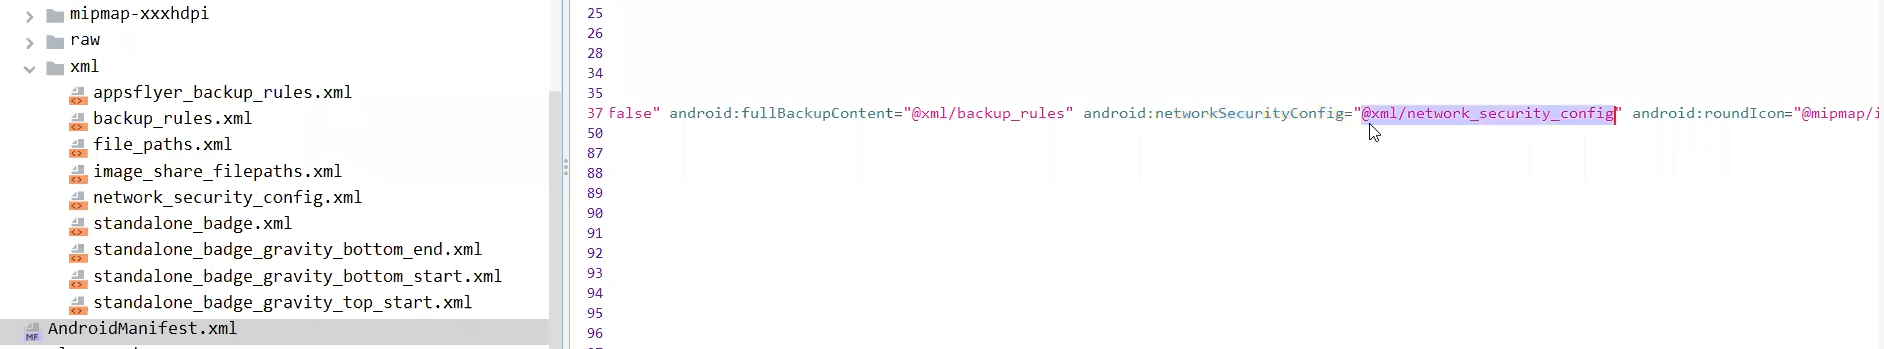 mipmap-xxxhdpi
raw
xml
appsflyer_backup_rules.xml
backup_rules.xml
file_paths.xml
image_share_filepaths.xml
network_security_config.xml
standalone_badge.xml
standalone_badge_gravity_bottom_end.xml
standalone_badge_gravity_bottom_start.xml
standalone_badge_gravity_top_start.xml
MF AndroidManifest.xml
25
26
28
34
35
37 false" android:fullBackupContent="@xml/backup_rules" android:networkSecurityConfig="@xml/network_security_config" android:roundIcon="@mipmap/i
50
87
88
89
90
91
92
93
94
95
96